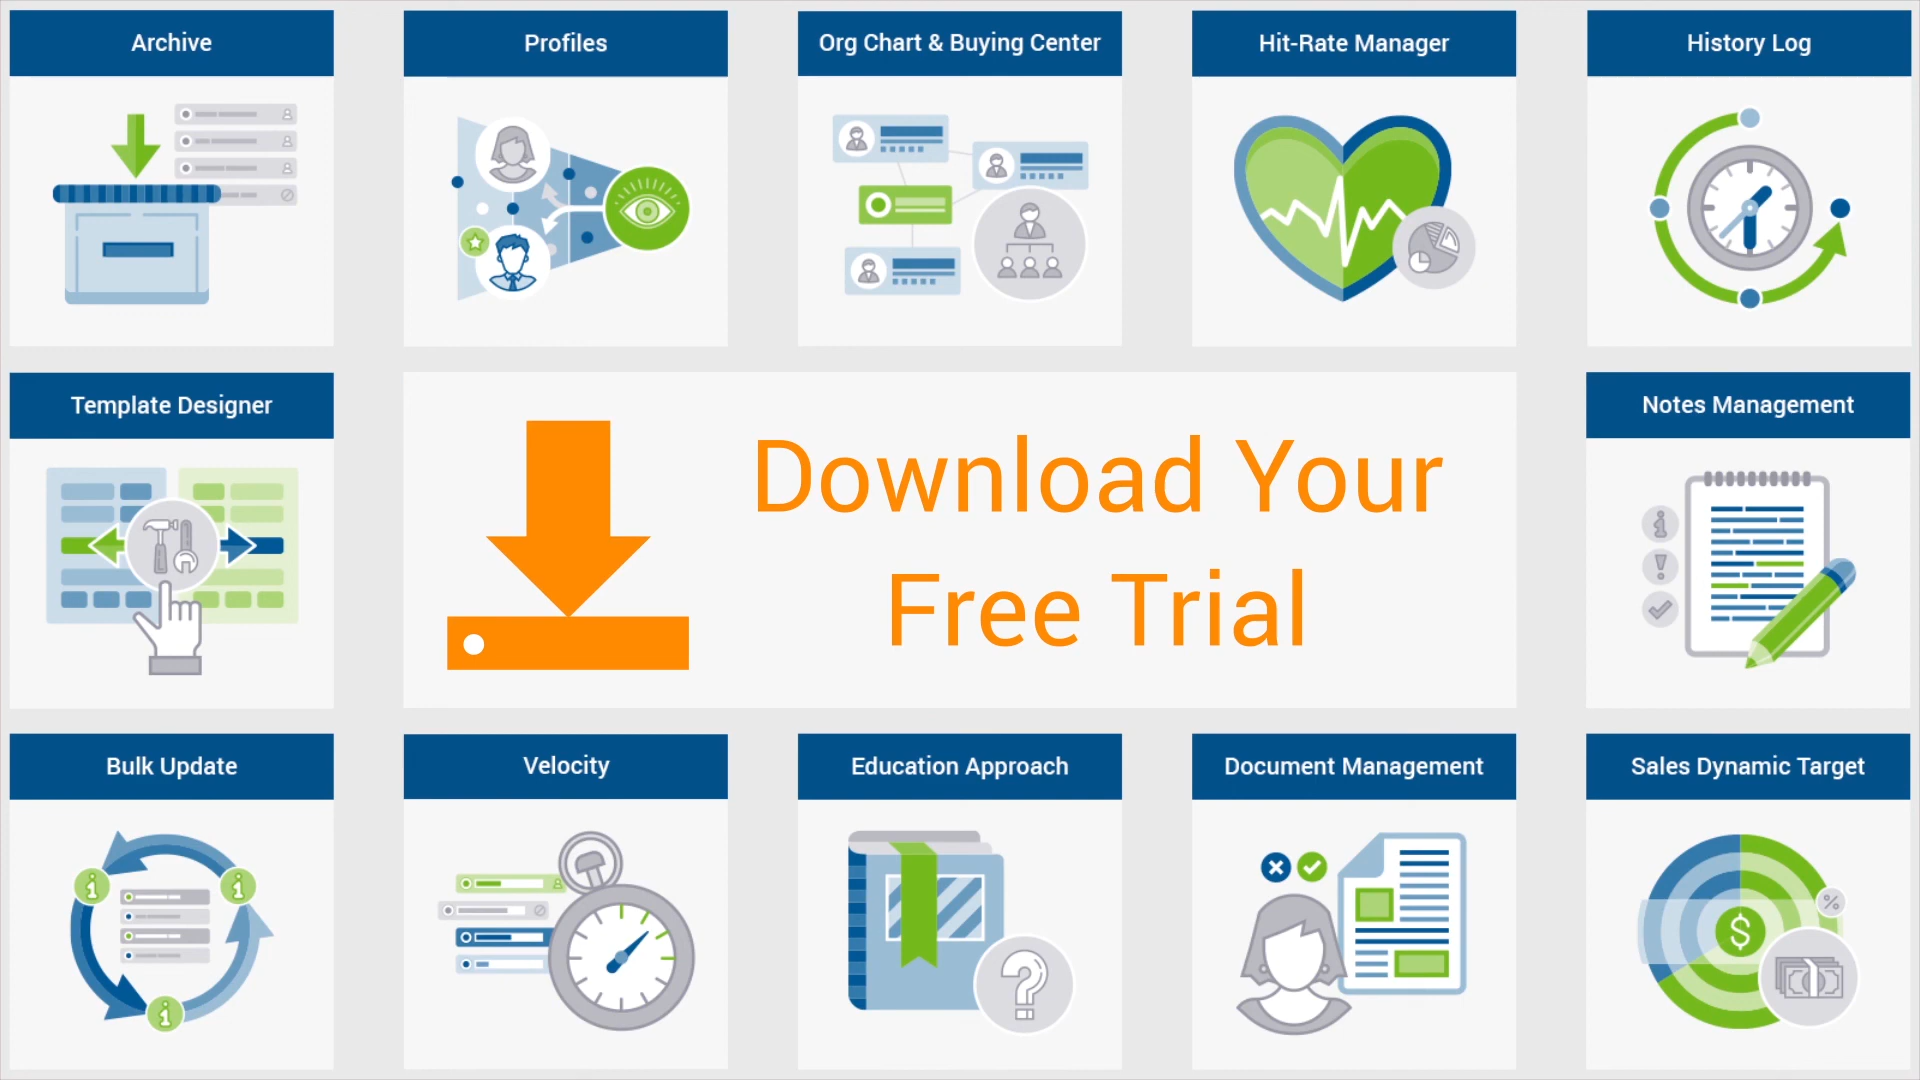 Archive
Profiles
Org Chart & Buying Center
Hit-Rate Manager
History Log
Template Designer
Download Your
Free Trial
Notes Management
Bulk Update
Velocity
Education Approach
Document Management
Sales Dynamic Target